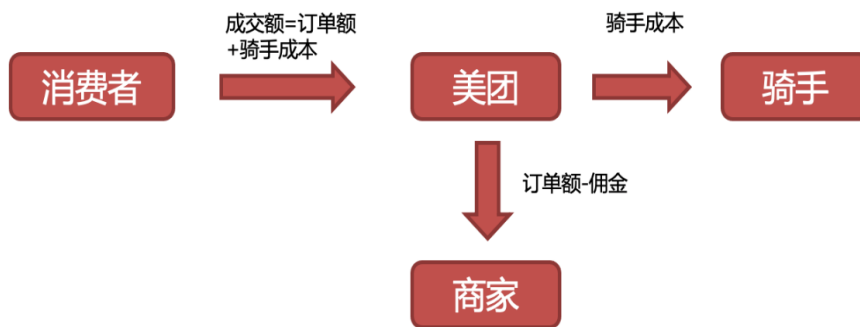 成交额=订单额
+骑手成本
骑手成本
消费者
美团
骑手
订单额-佣金
商家